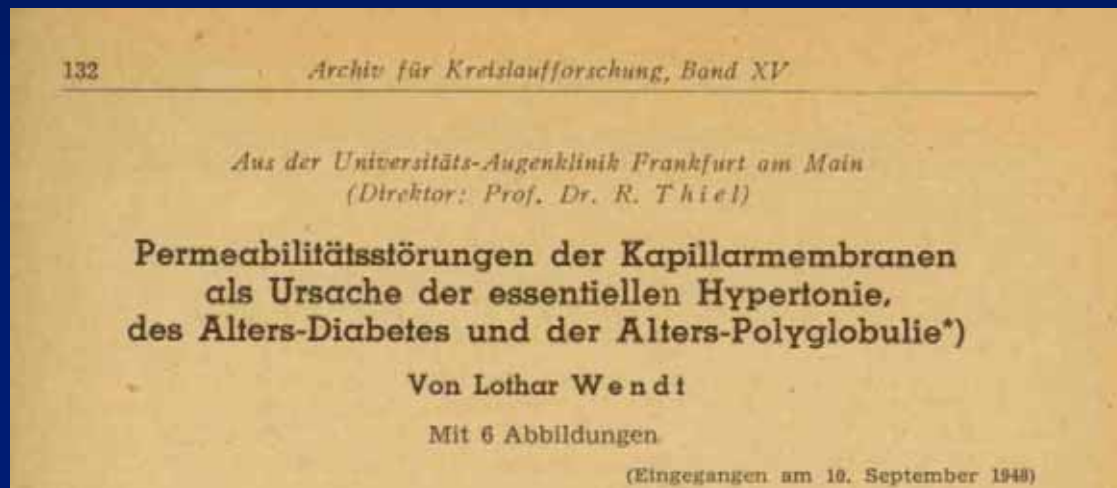 132 Archiv für Kreislaufforschung, Band XV
Aus der Universitäts-Augenklinik Frankfurt am Main
(Direktor: Prof. Dr. R. Thiel)
Permeabilitätsstörungen der Kapillarmembranen
als Ursache der essentiellen Hypertonie,
des Alters-Diabetes und der Alters-Polyglobulie*)
Von Lothar Wendt
Mit 6 Abbildungen
(Eingegangen am 10. September 1948)